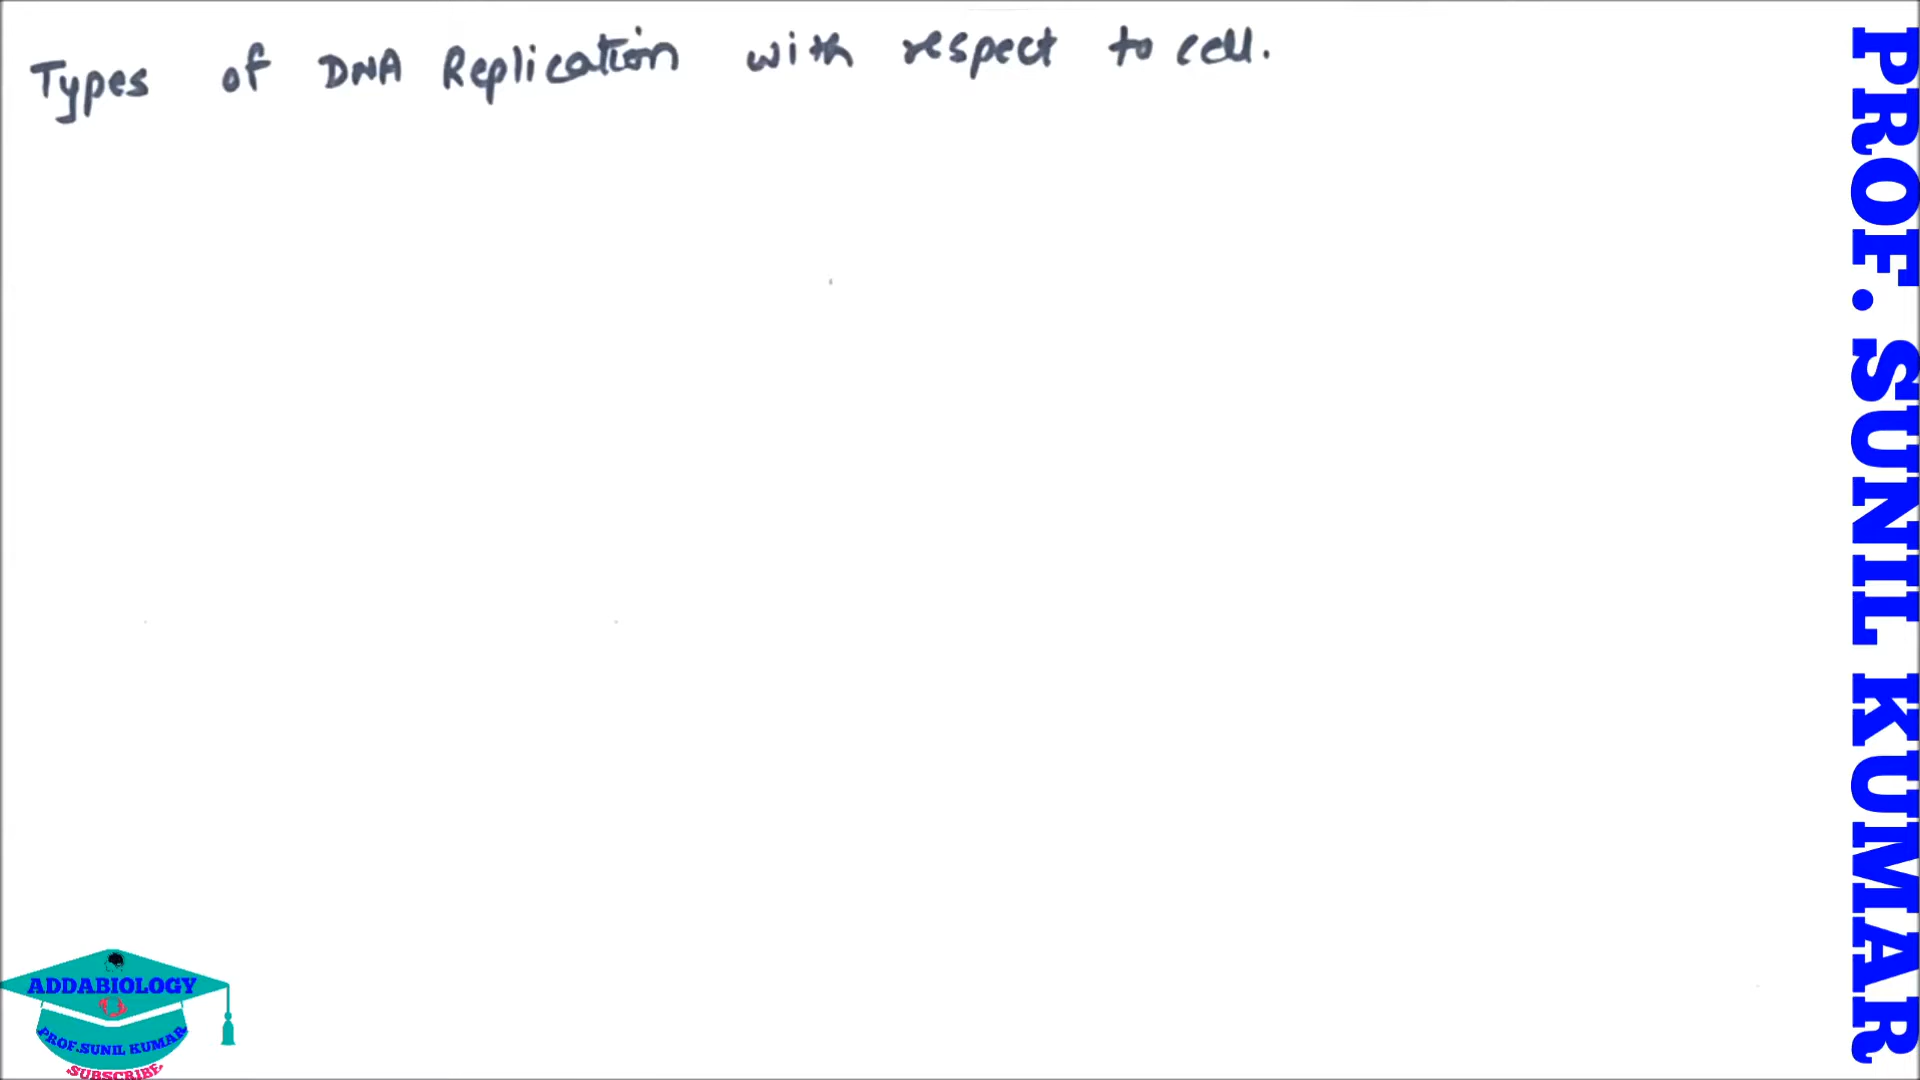 Types of DNA Replication with respect to cell.
PROF. SUNIL KUMAR
ADDABIOLOGY
PROF.SUNIL KUMAR
SUBSCRIBE